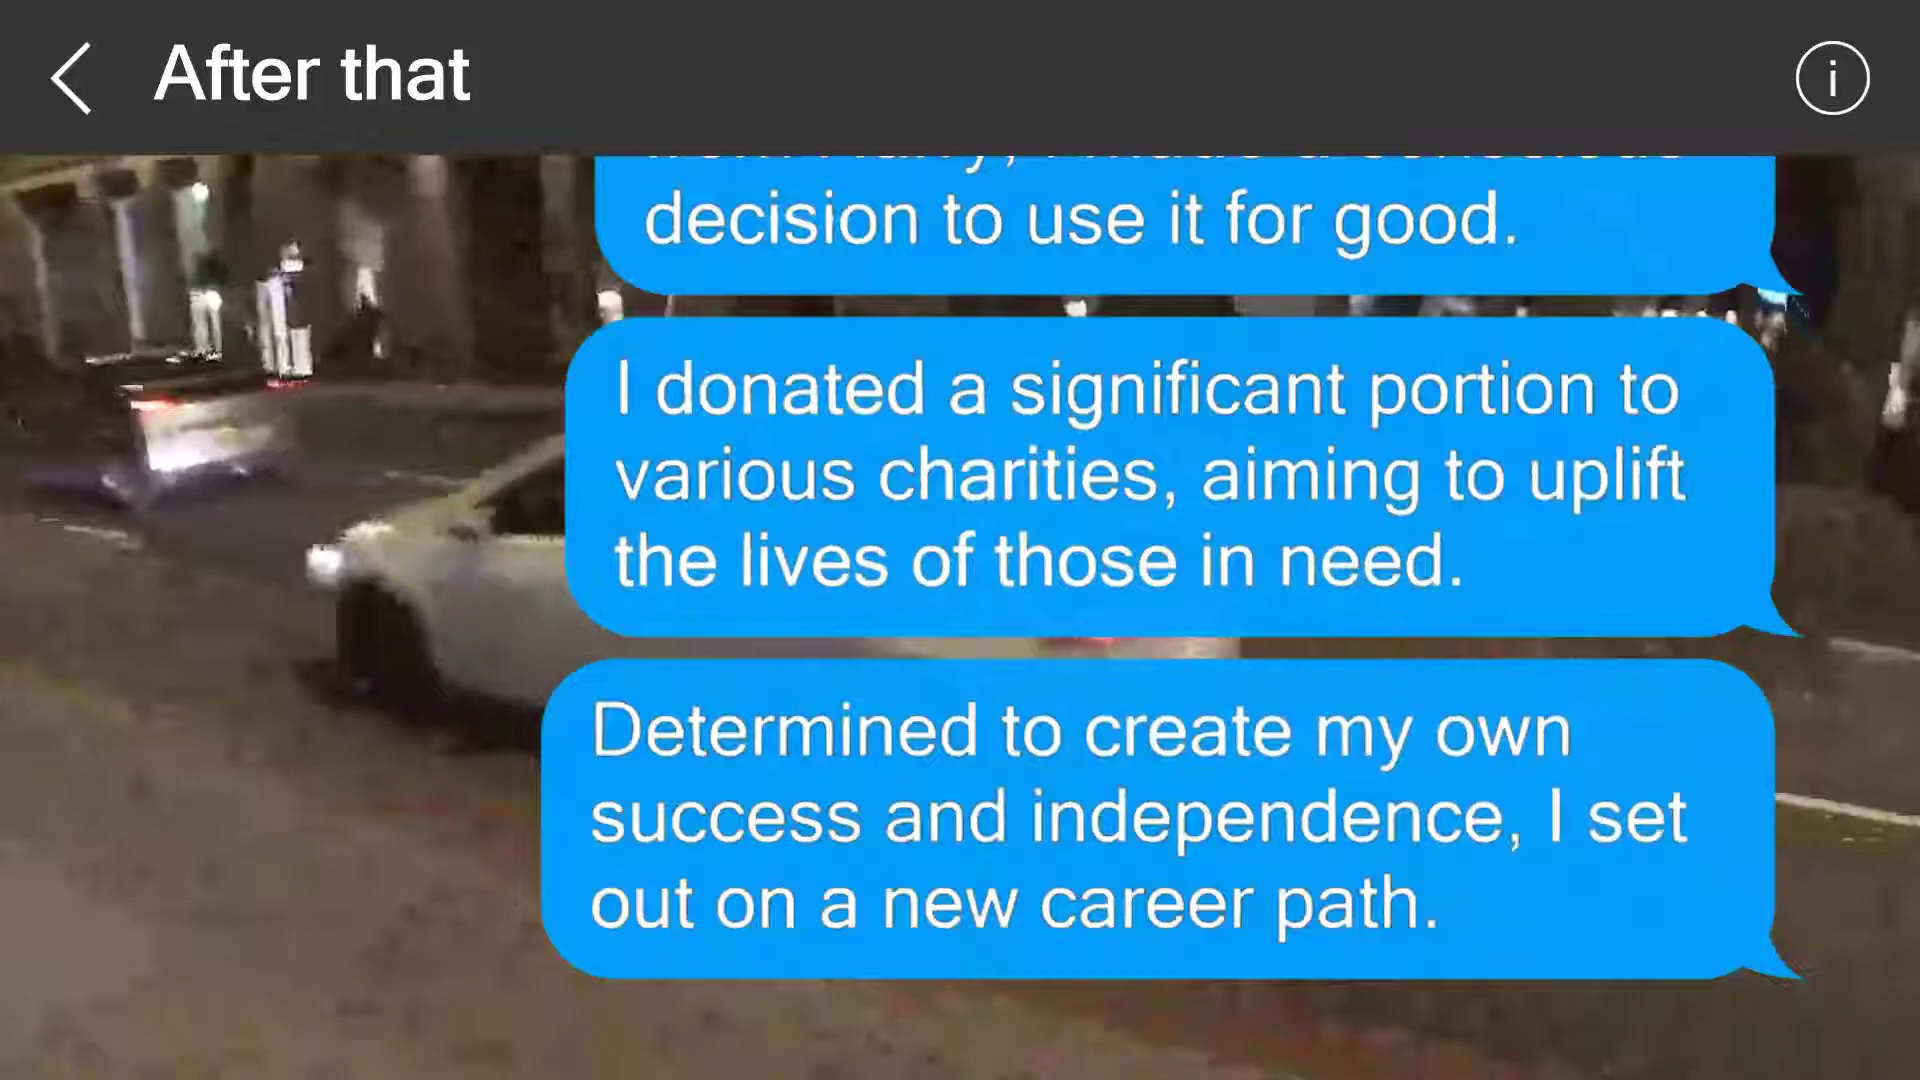 After that
decision to use it for good.
I donated a significant portion to
various charities, aiming to uplift
the lives of those in need.
Determined to create my own
success and independence, I set
out on a new career path.